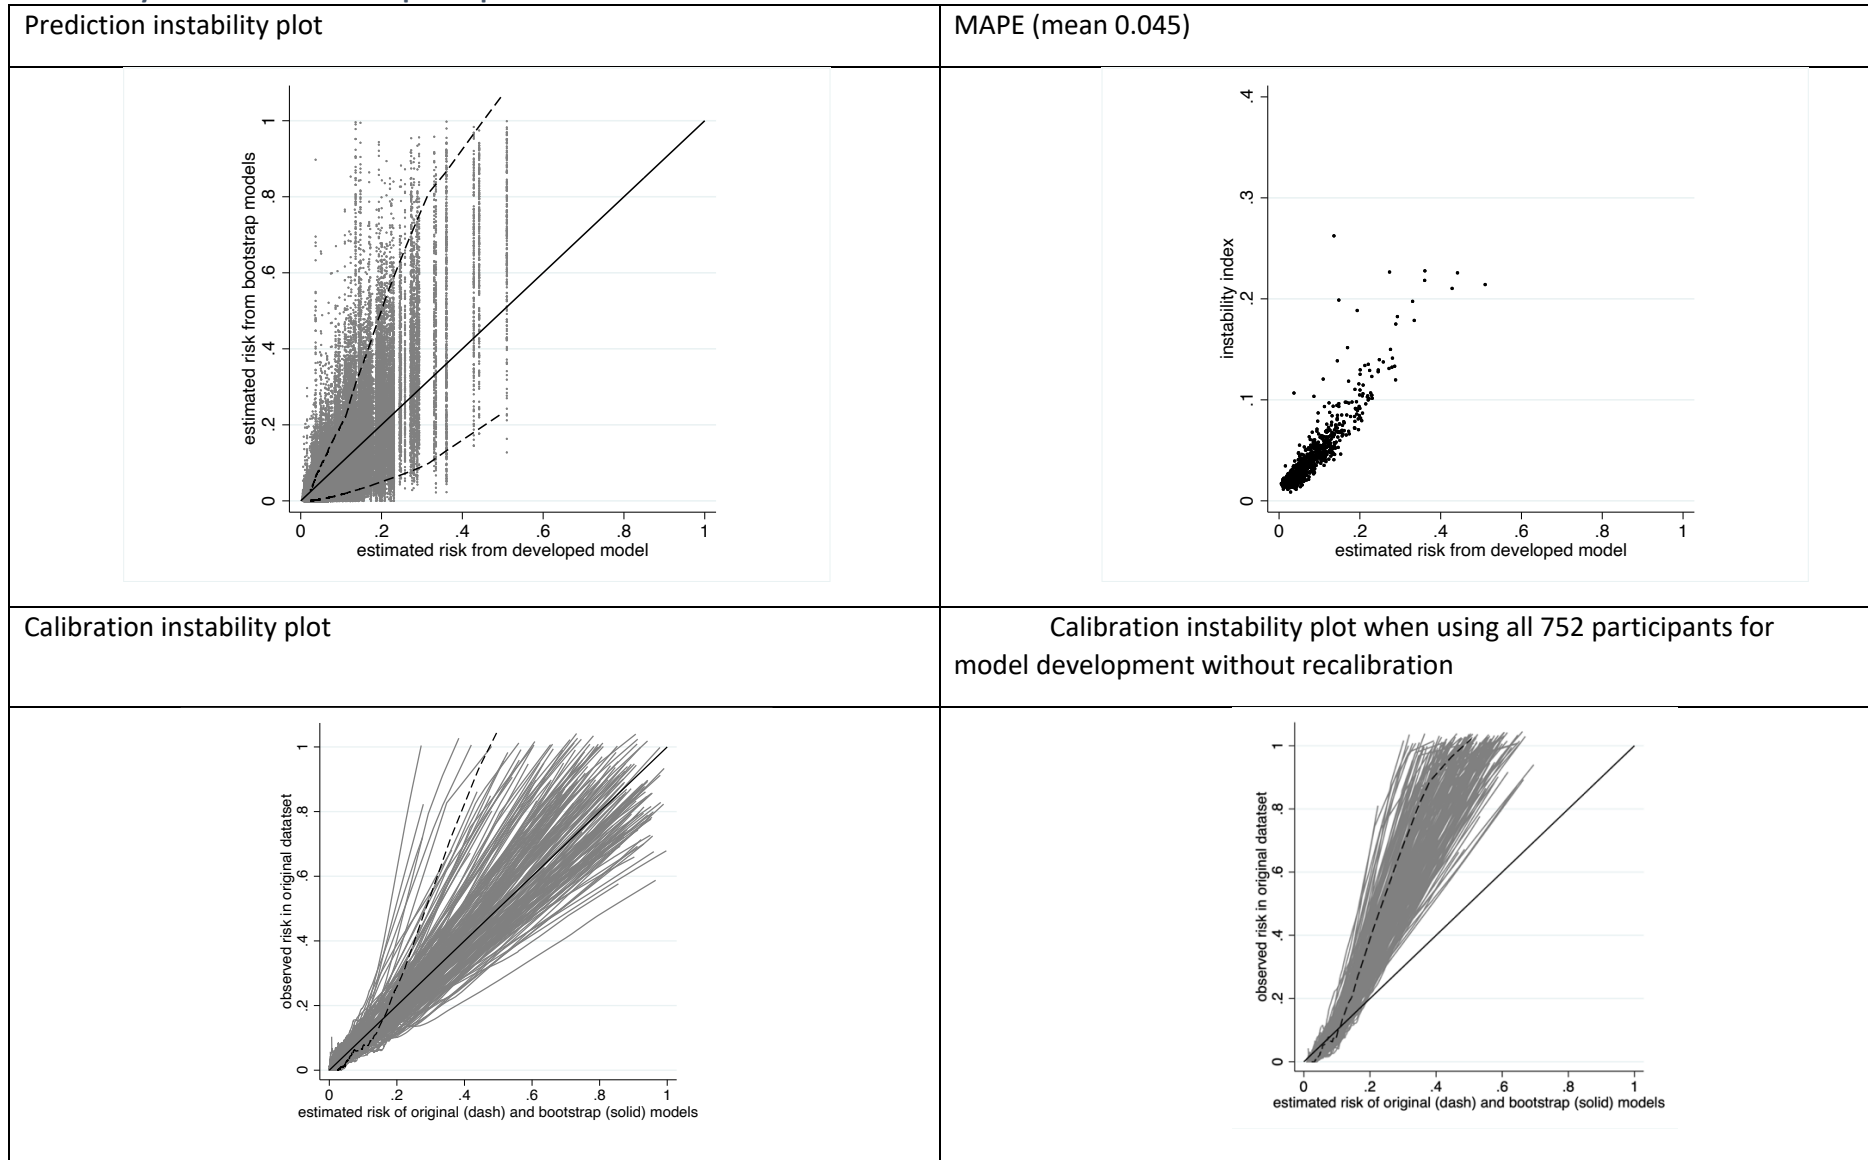 Prediction instability plot
MAPE (mean 0.045)
estimated risk from bootstrap models
1
.8
.6
.4
.2
0
0 .2 .4 .6 .8 1
estimated risk from developed model
instability index
.4
.3
.2
.1
0
0 .2 .4 .6 .8 1
estimated risk from developed model
Calibration instability plot
Calibration instability plot when using all 752 participants for
model development without recalibration
observed risk in original datatset
1
.8
.6
.4
.2
0
0 .2 .4 .6 .8 1
estimated risk of original (dash) and bootstrap (solid) models
observed risk in original datatset
1
.8
.6
.4
.2
0
0 .2 .4 .6 .8 1
estimated risk of original (dash) and bootstrap (solid) models